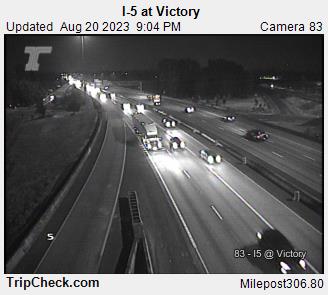 I-5 at Victory
Updated Aug 20 2023 9:04 PM Camera 83
T
S
83 - I5 @ Victory
TripCheck.com Milepost306.80